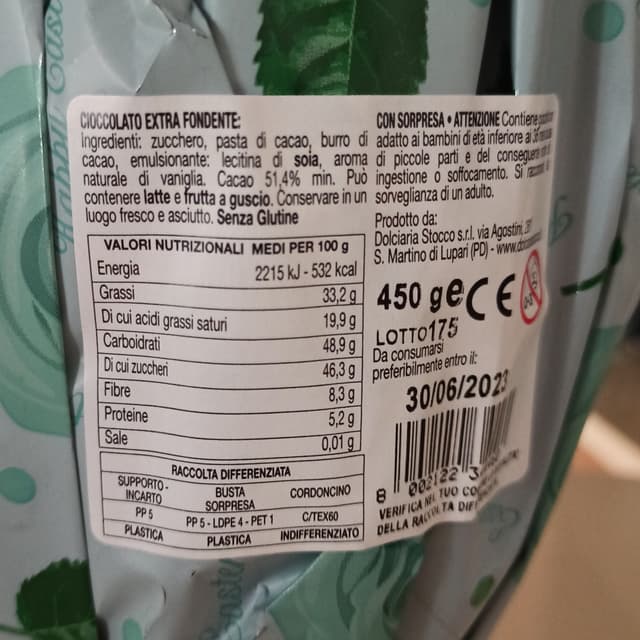 CIOCCOLATO EXTRA FONDENTE:
Ingredienti: zucchero, pasta di cacao, burro di
cacao, emulsionante: lecitina di soia, aroma
naturale di vaniglia. Cacao 51,4% min. Può
contenere latte e frutta a guscio. Conservare in un
luogo fresco e asciutto. Senza Glutine
VALORI NUTRIZIONALI MEDI PER 100 g
Energia 2215 kJ - 532 kcal
Grassi 33,2 g
Di cui acidi grassi saturi 19,9 g
Carboidrati 48,9 g
Di cui zuccheri 46,3 g
Fibre 8,3 g
Proteine 5,2 g
Sale 0,01 g
RACCOLTA DIFFERENZIATA
SUPPORTO - INCARTO
BUSTA SORPRESA
CORDONCINO
PP 5
PP 5 - LDPE 4 - PET 1
C/TEX60
PLASTICA
PLASTICA
INDIFFERENZIATO
CON SORPRESA • ATTENZIONE Contiene
adatto ai bambini di età inferiore ai 36
di piccole parti e del
ingestione o soffocamento. Si
sorveglianza di un adulto.
Prodotto da:
Dolciaria Stocco s.r.l. via Agostini,
S. Martino di Lupari (PD) - www.
450 g e CE
LOTTO175
Da consumarsi
preferibilmente entro il:
30/06/2023
8 002122
VERIFICA NEL TUO
DELLA RACCOLTA